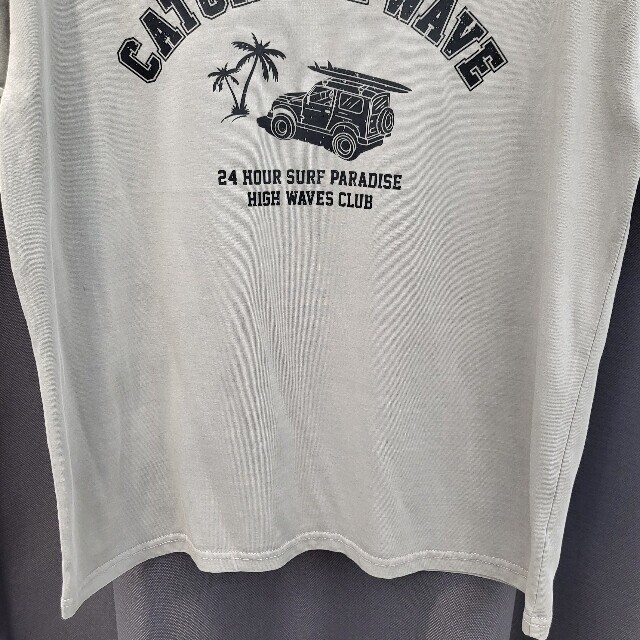 WAVE
24 HOUR SURF PARADISE
HIGH WAVES CLUB